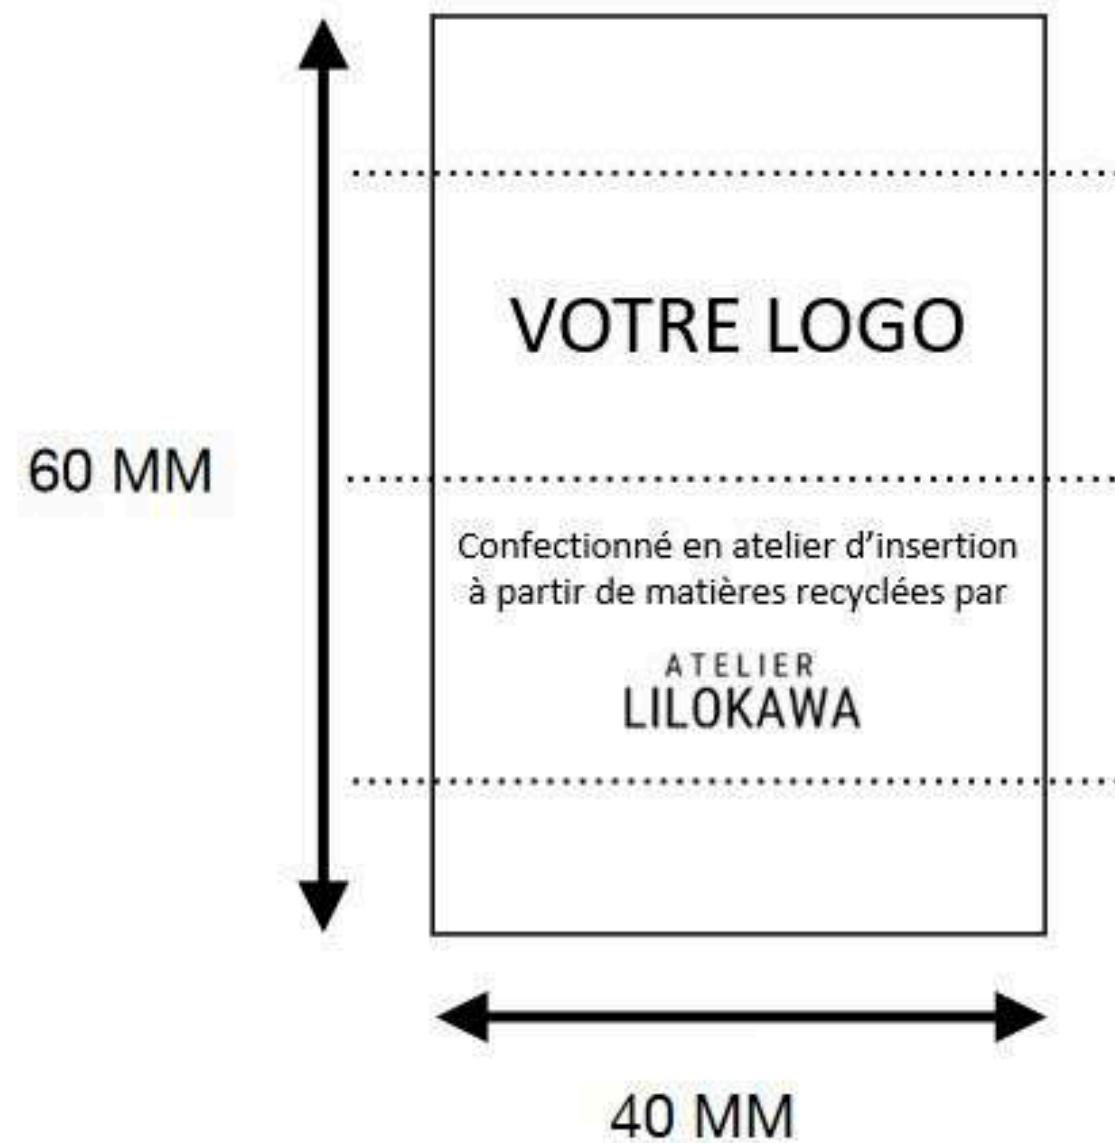 VOTRE LOGO
60 MM
Confectionné en atelier d’insertion
à partir de matières recyclées par
ATELIER
LILOKAWA
40 MM